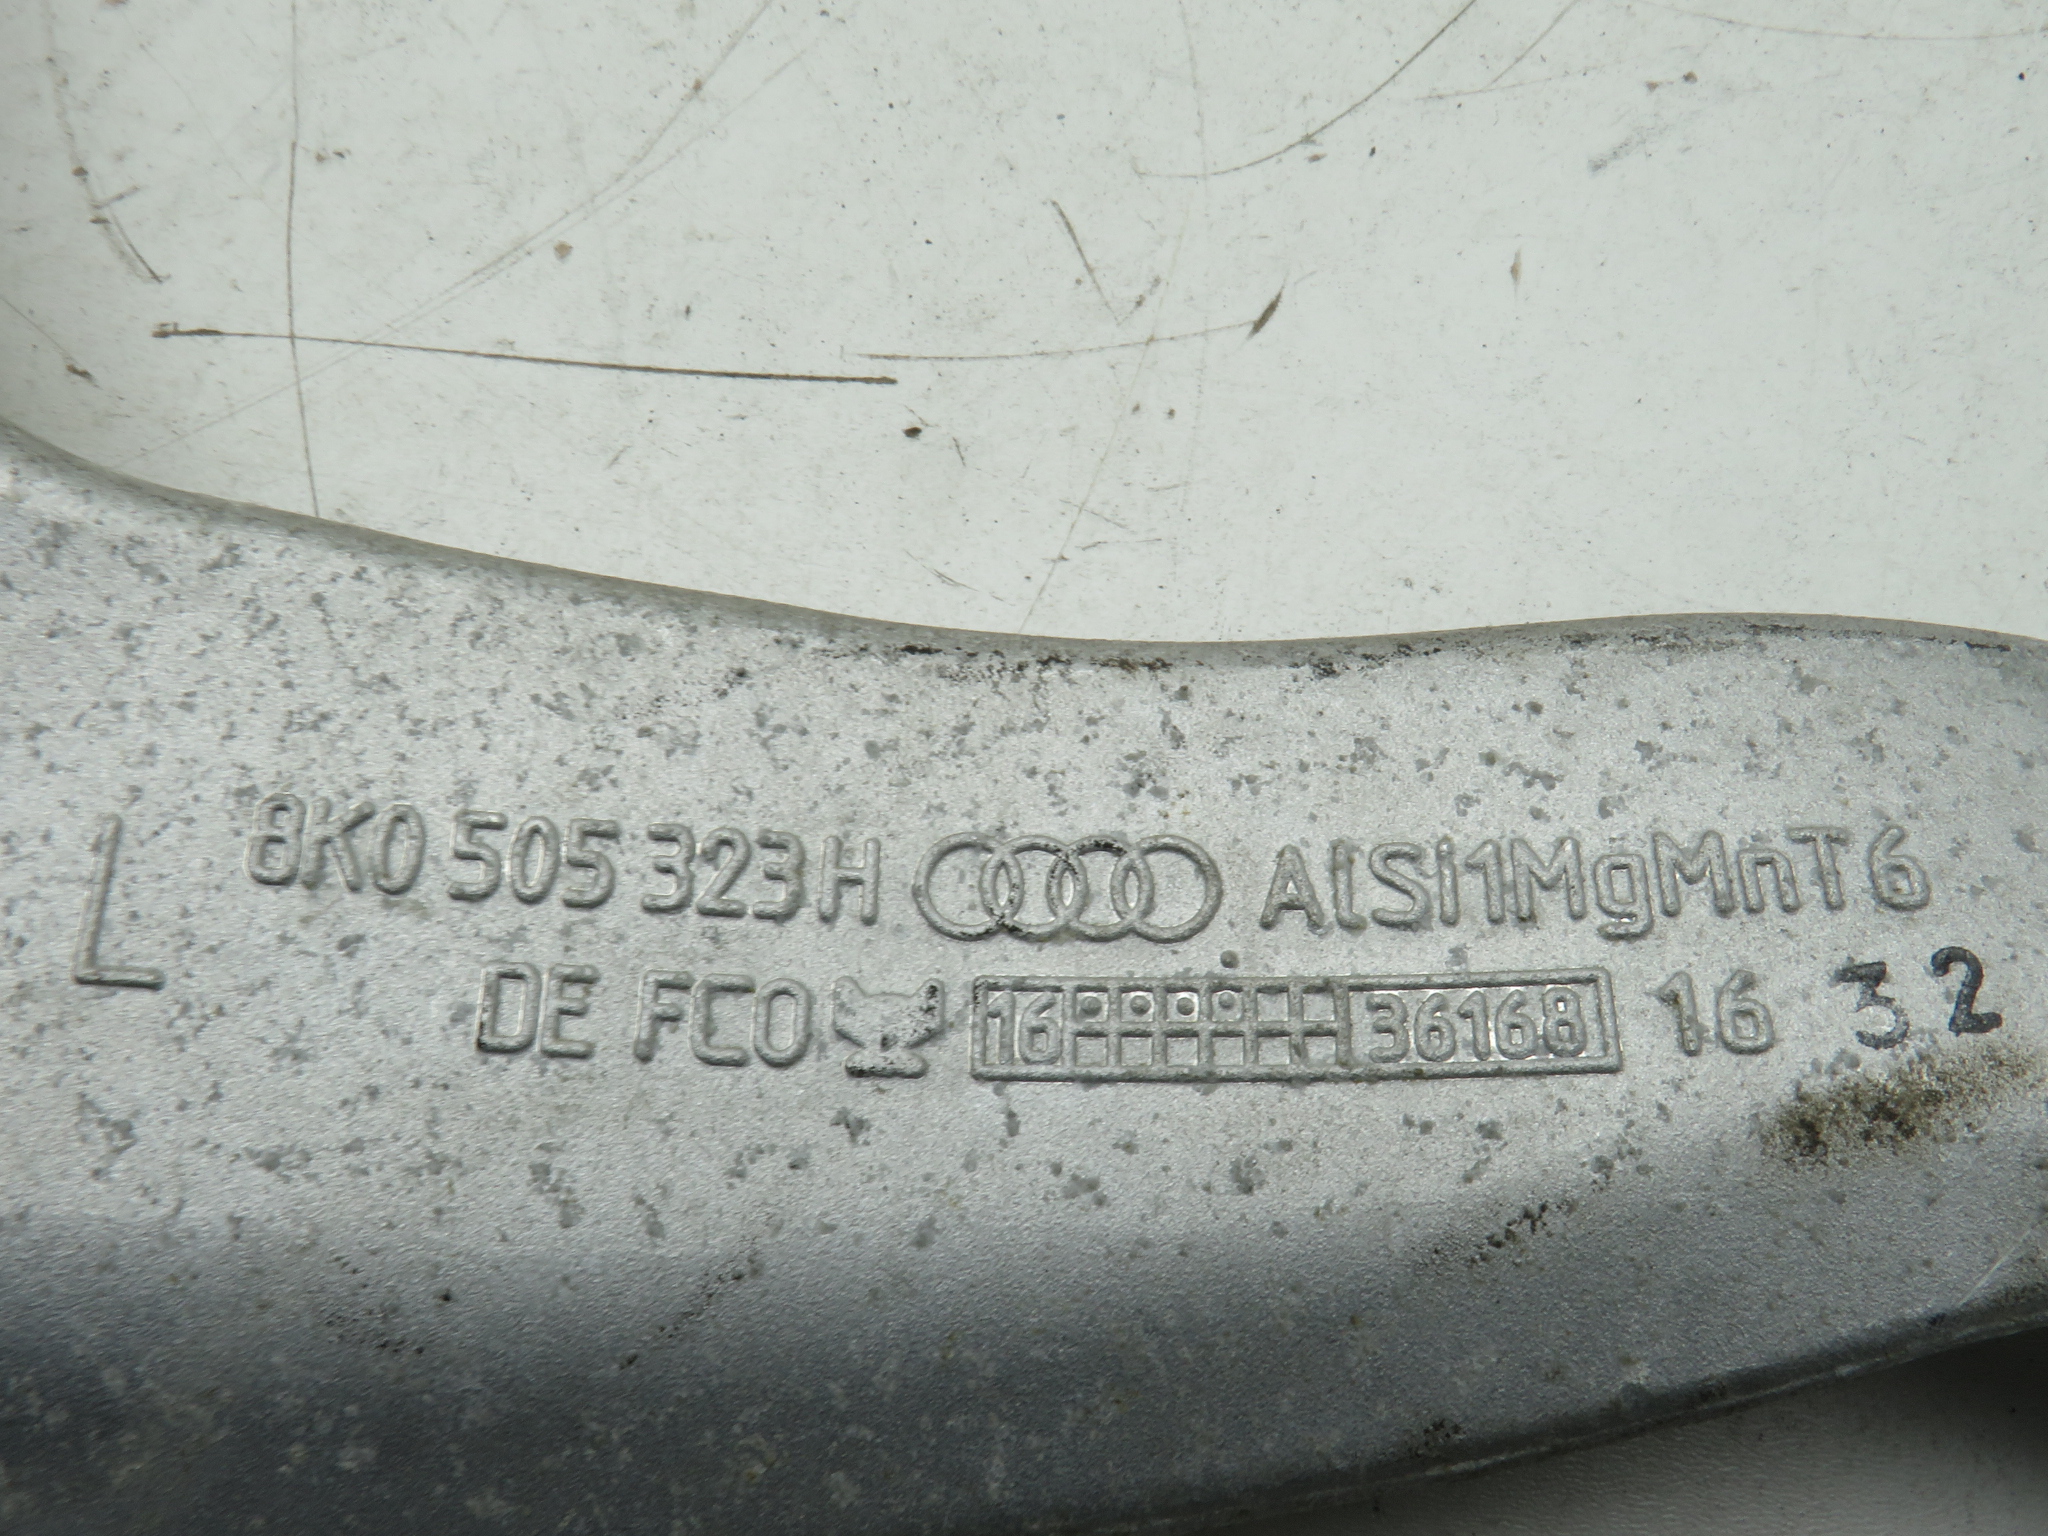 L 8K0 505 323 H AlSi1MgMnT6
DE FCO 16 36168 16 32